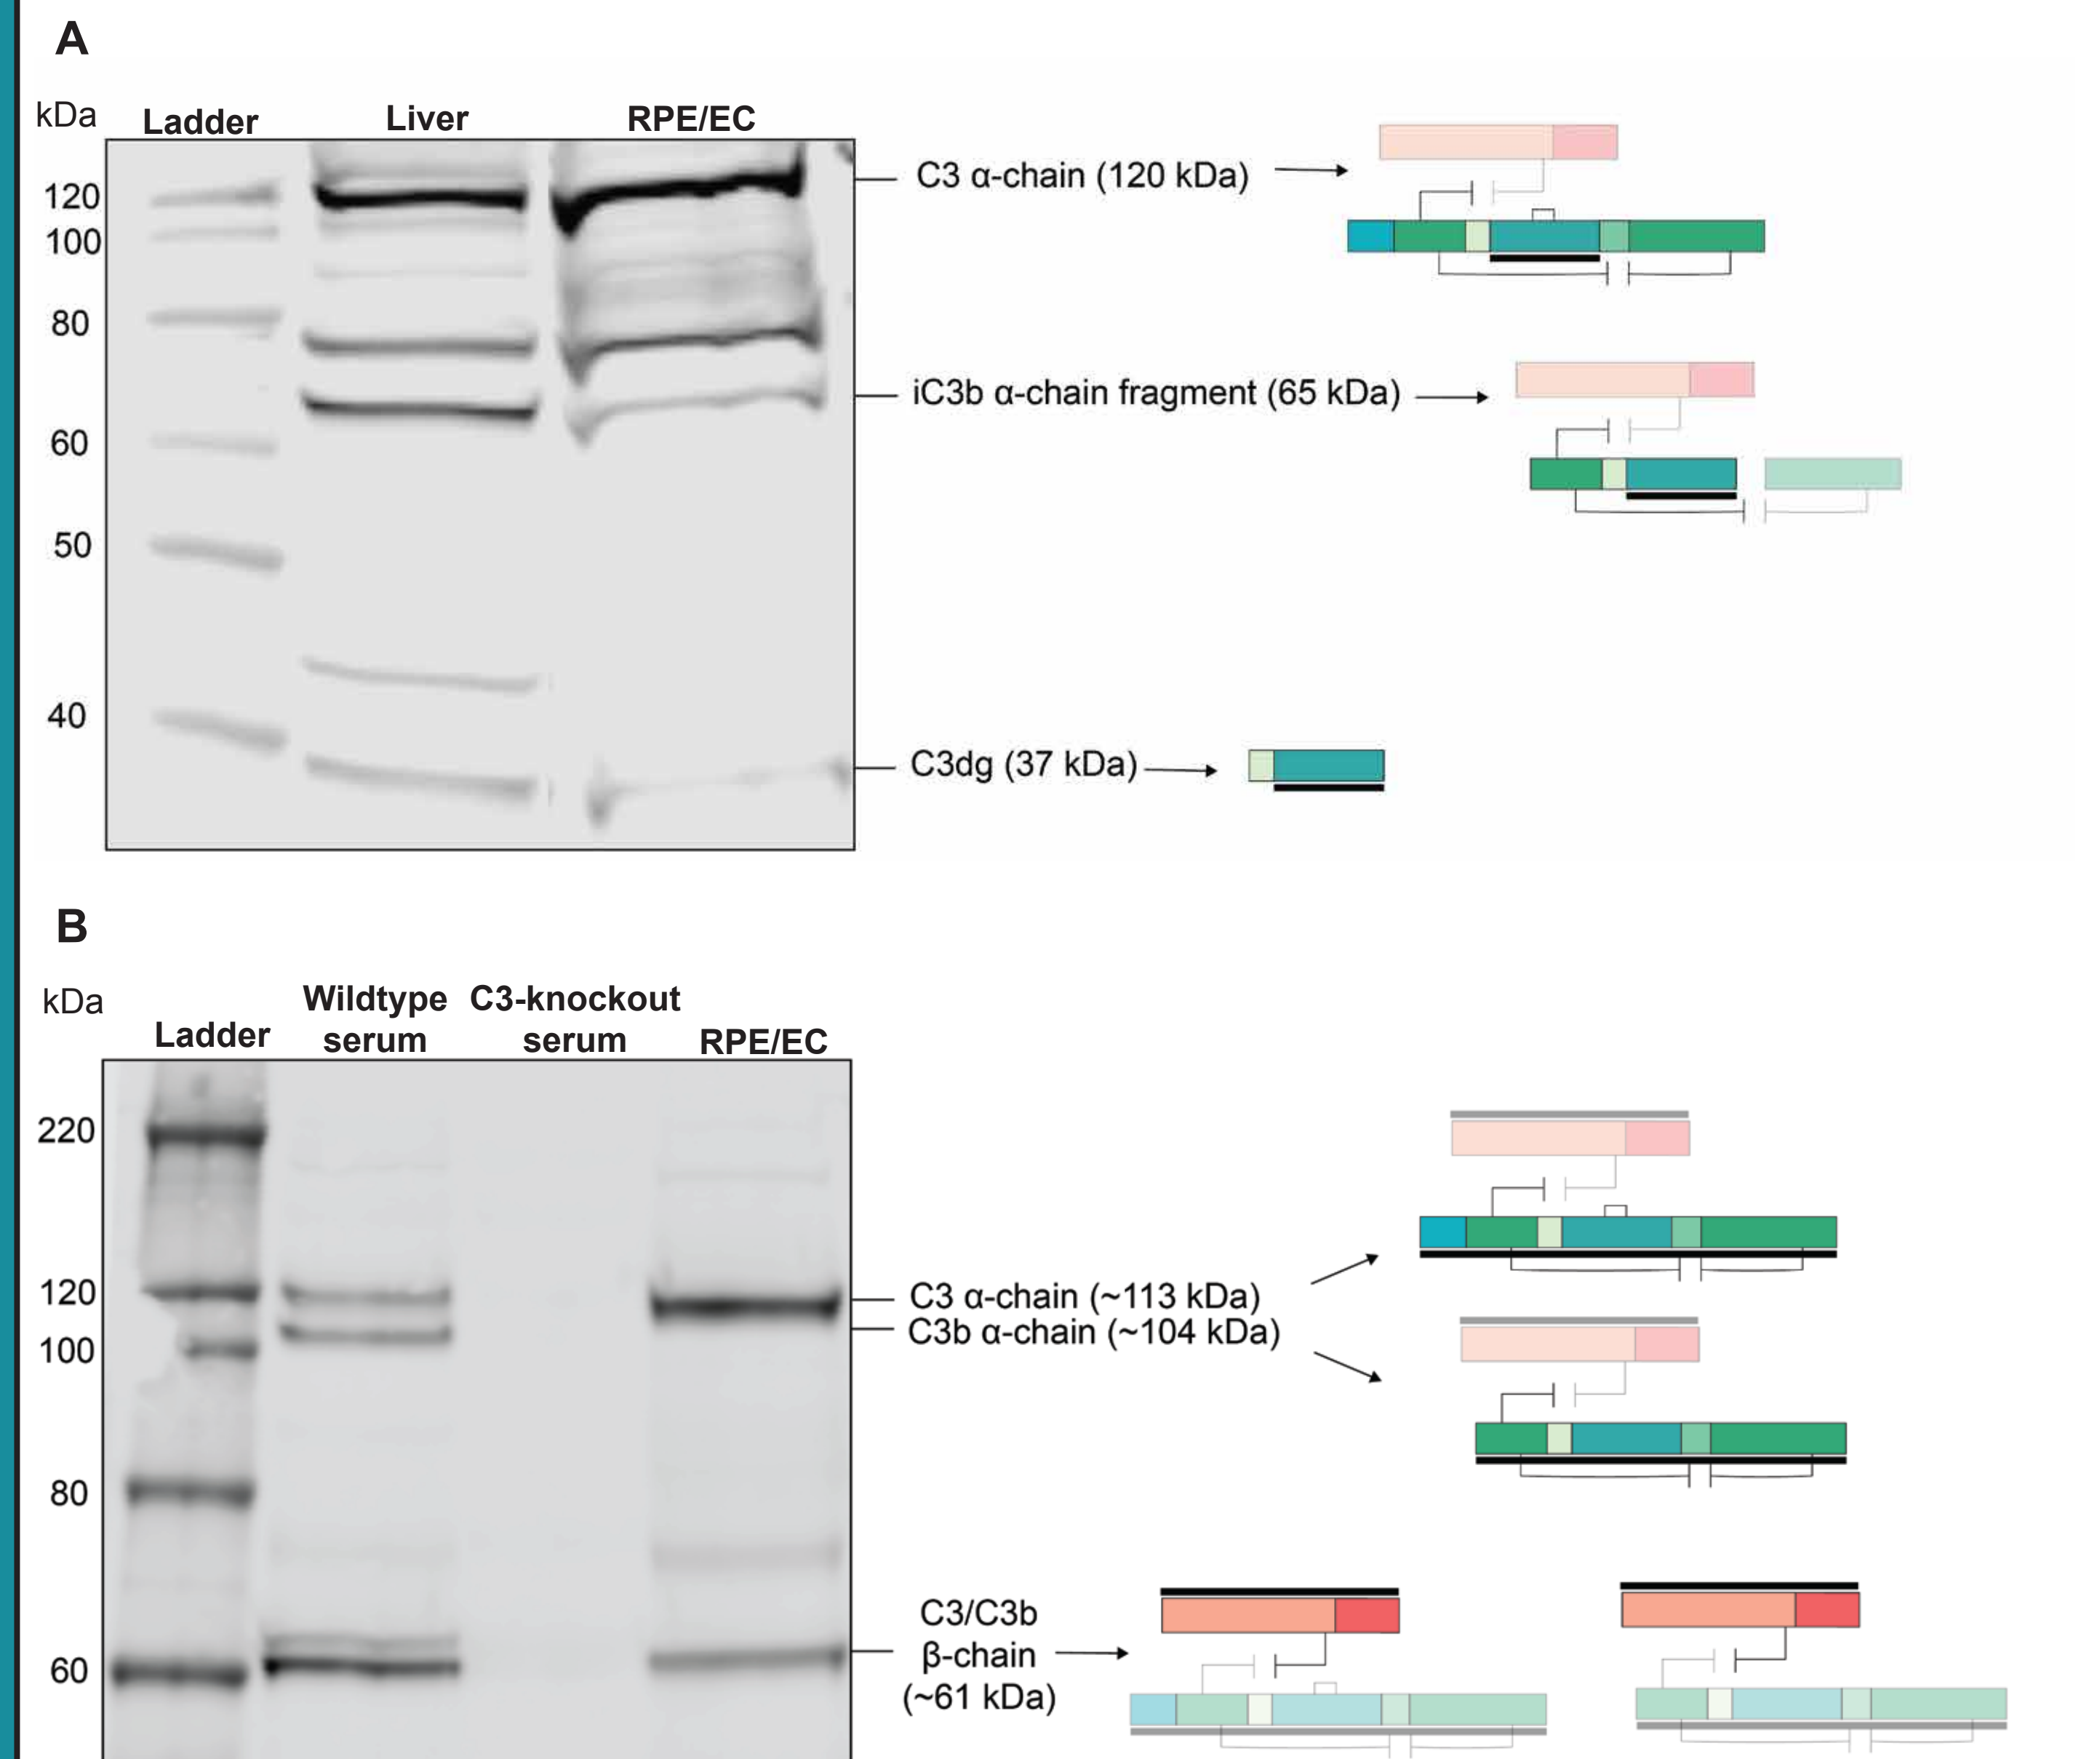 A
kDa
Ladder
Liver
RPE/EC
120
100
80
60
50
40
C3 α-chain (120 kDa)
iC3b α-chain fragment (65 kDa)
C3dg (37 kDa)
B
kDa
Ladder
Wildtype
serum
C3-knockout
serum
RPE/EC
220
120
100
80
60
C3 α-chain (~113 kDa)
C3b α-chain (~104 kDa)
C3/C3b
β-chain
(~61 kDa)